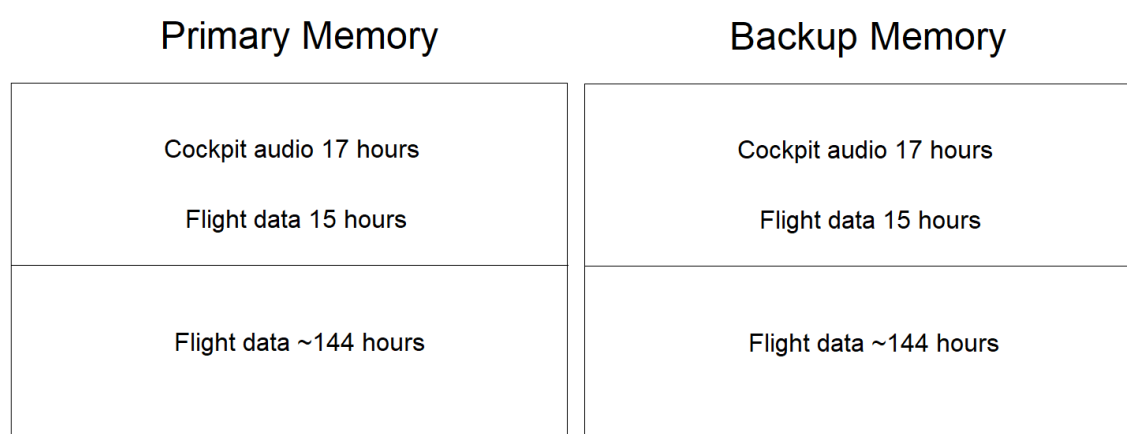 Primary Memory
Cockpit audio 17 hours
Flight data 15 hours
Flight data ~144 hours
Backup Memory
Cockpit audio 17 hours
Flight data 15 hours
Flight data ~144 hours